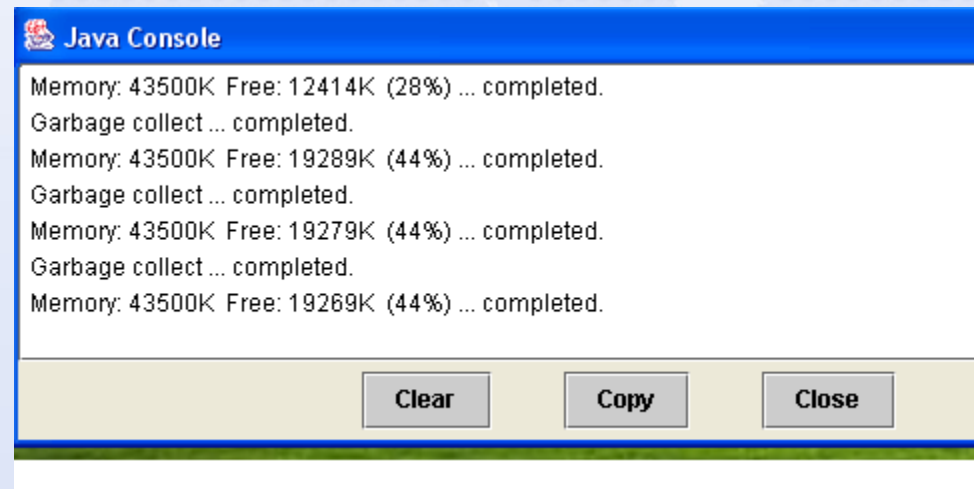 Java Console
Memory: 43500K Free: 12414K (28%) ... completed.
Garbage collect ... completed.
Memory: 43500K Free: 19289K (44%) ... completed.
Garbage collect ... completed.
Memory: 43500K Free: 19279K (44%) ... completed.
Garbage collect ... completed.
Memory: 43500K Free: 19269K (44%) ... completed.
Clear Copy Close